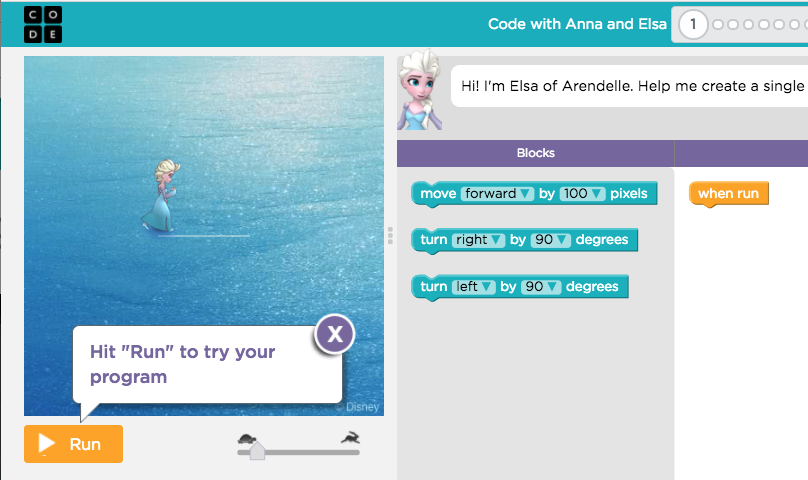 CO
DE
Code with Anna and Elsa
1
Hi! I'm Elsa of Arendelle. Help me create a single
Blocks
move forward by 100 pixels
when run
turn right by 90 degrees
turn left by 90 degrees
X
Hit "Run" to try your
program
© Disney
Run